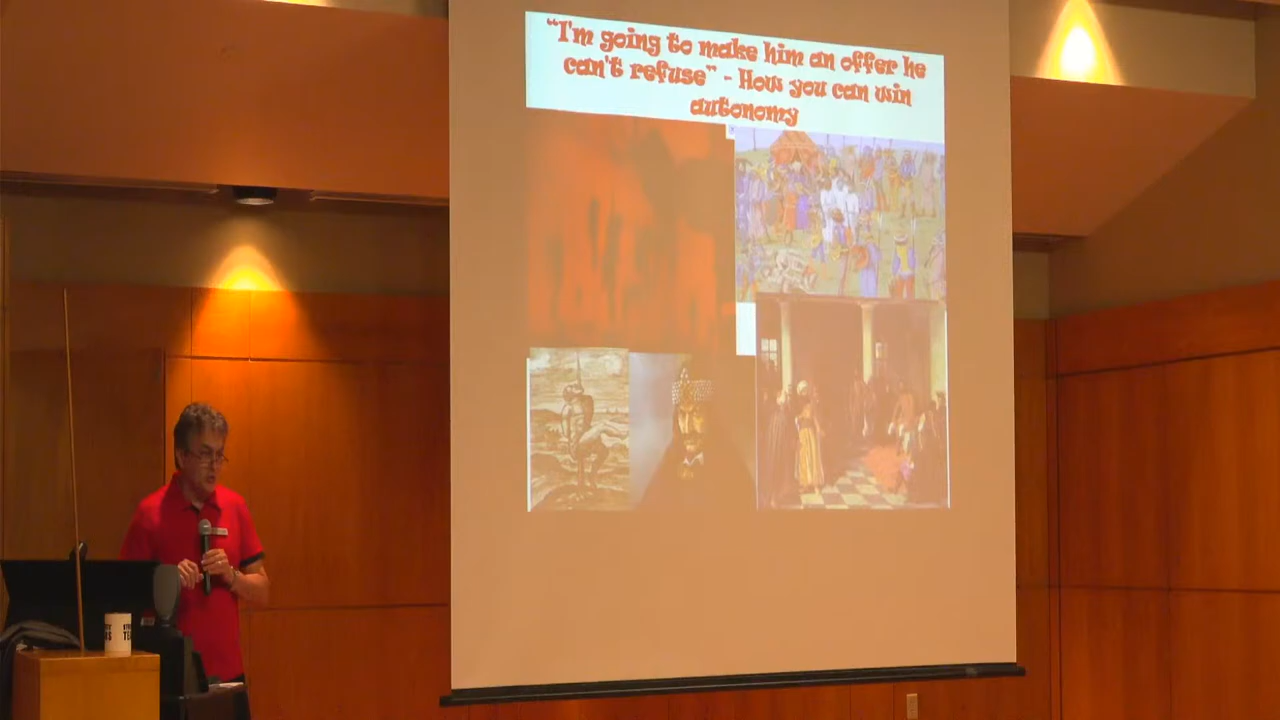 “I'm going to make him an offer he
can't refuse” - How you can win
autonomy